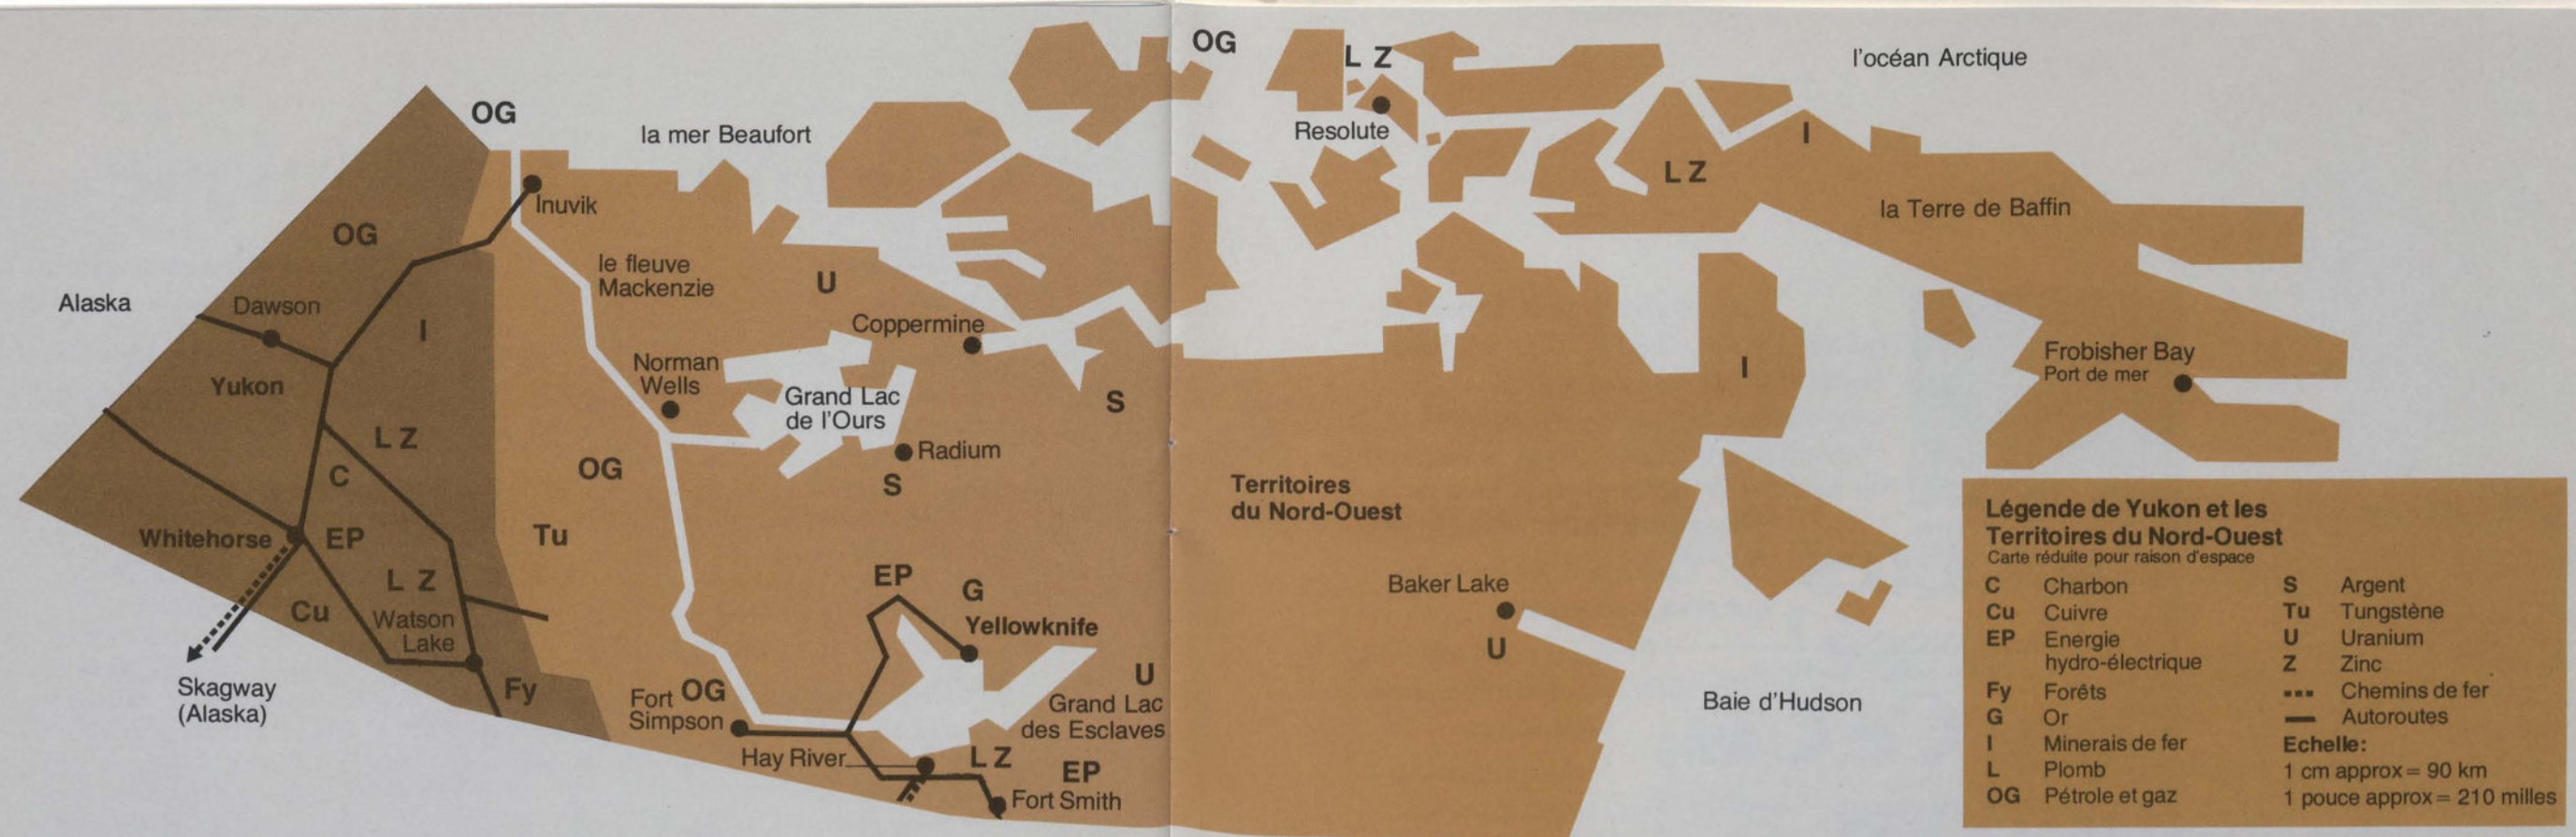 OG
L Z
l'océan Arctique
OG
la mer Beaufort
Resolute
I
L Z
Inuvik
la Terre de Baffin
OG
le fleuve
Mackenzie
U
Alaska
Dawson
I
Coppermine
Norman
Wells
Frobisher Bay
Port de mer
Yukon
Grand Lac
de l'Ours
S
I
L Z
Radium
OG
C
S
Territoires
du Nord-Ouest
Whitehorse
EP
Tu
L Z
EP
G
Baker Lake
Cu
Watson
Lake
Yellowknife
U
Skagway
(Alaska)
Fy
Fort
Simpson
OG
U
Grand Lac
des Esclaves
Baie d'Hudson
Hay River
L Z
EP
Fort Smith
Légende de Yukon et les
Territoires du Nord-Ouest
Carte réduite pour raison d'espace
C Charbon
Cu Cuivre
EP Energie
hydro-électrique
Fy Forêts
G Or
I Minerais de fer
L Plomb
OG Pétrole et gaz
S Argent
Tu Tungstène
U Uranium
Z Zinc
Chemins de fer
Autoroutes
Echelle:
1 cm approx = 90 km
1 pouce approx = 210 milles